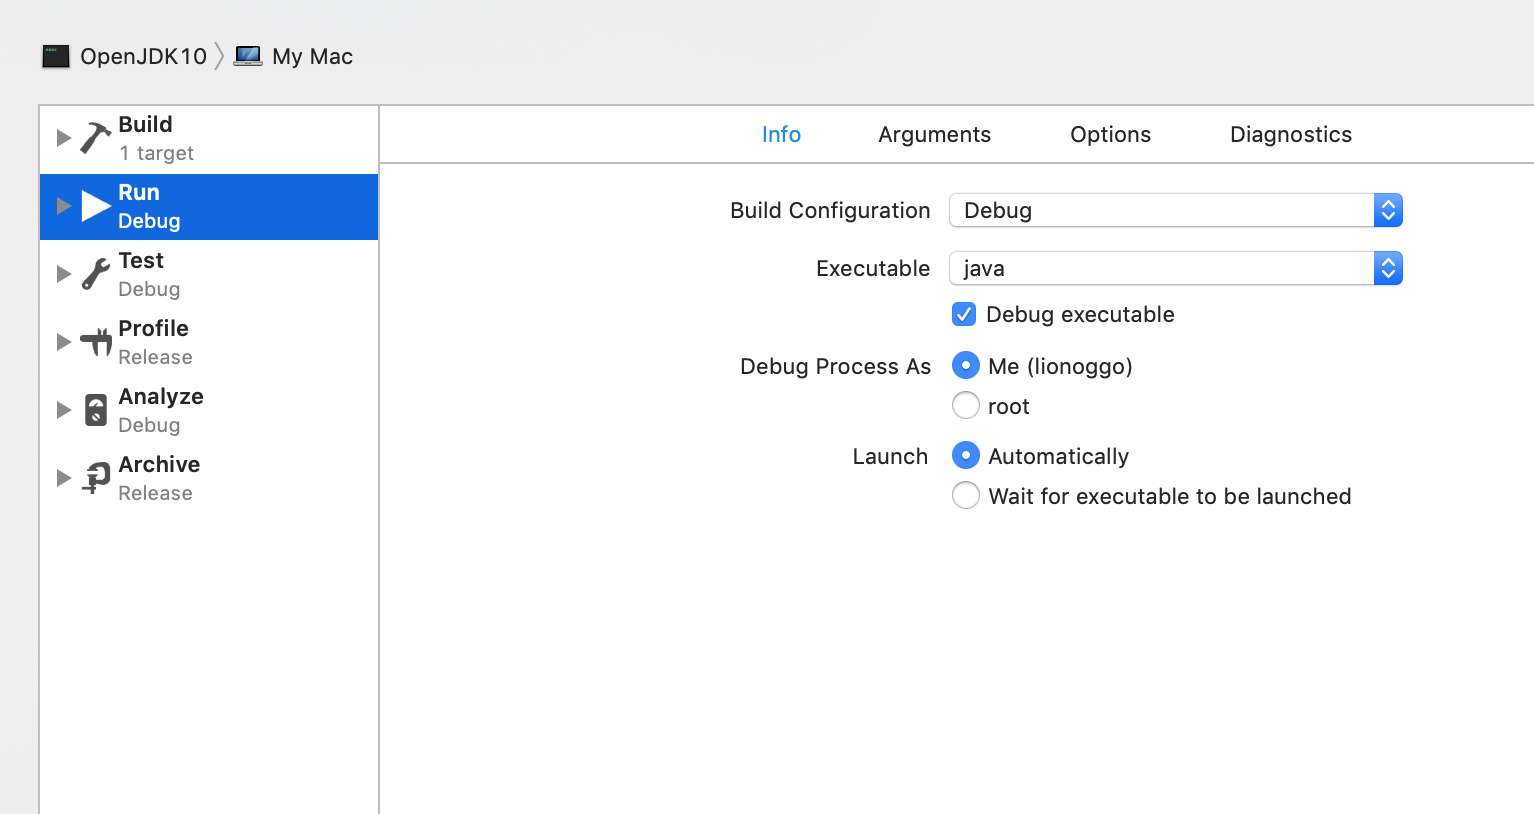 OpenJDK10 My Mac
Build
1 target
Run
Debug
Test
Debug
Profile
Release
Analyze
Debug
Archive
Release
Info Arguments Options Diagnostics
Build Configuration Debug
Executable java
Debug executable
Debug Process As Me (lionoggo)
root
Launch Automatically
Wait for executable to be launched